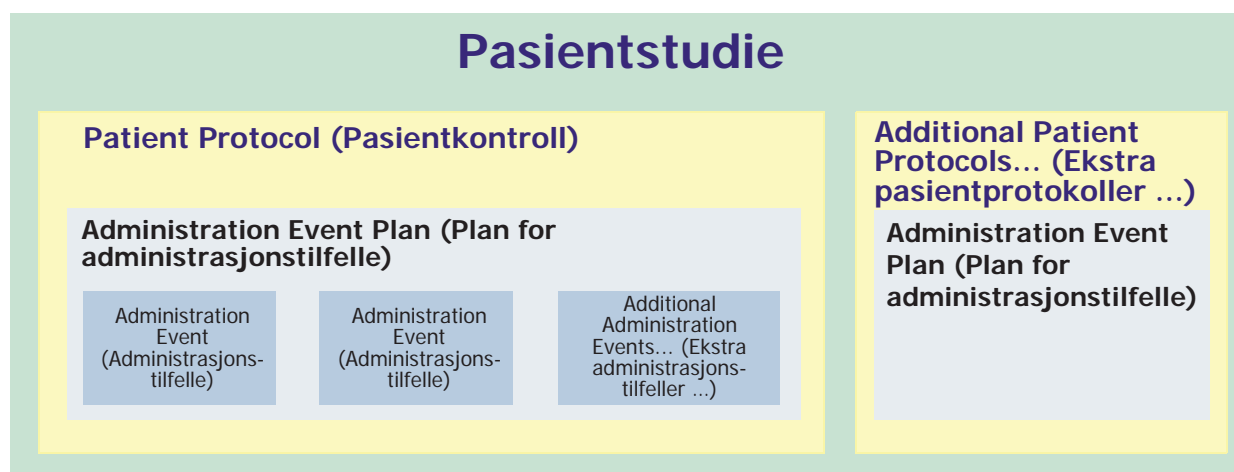 Pasientstudie
Patient Protocol (Pasientkontroll)
Administration Event Plan (Plan for
administrasjonstilfelle)
Administration
Event
(Administrasjons-
tilfelle)
Administration
Event
(Administrasjons-
tilfelle)
Additional
Administration
Events... (Ekstra
administrasjons-
tilfeller ...)
Additional Patient
Protocols... (Ekstra
pasientprotokoller ...)
Administration Event
Plan (Plan for
administrasjonstilfelle)